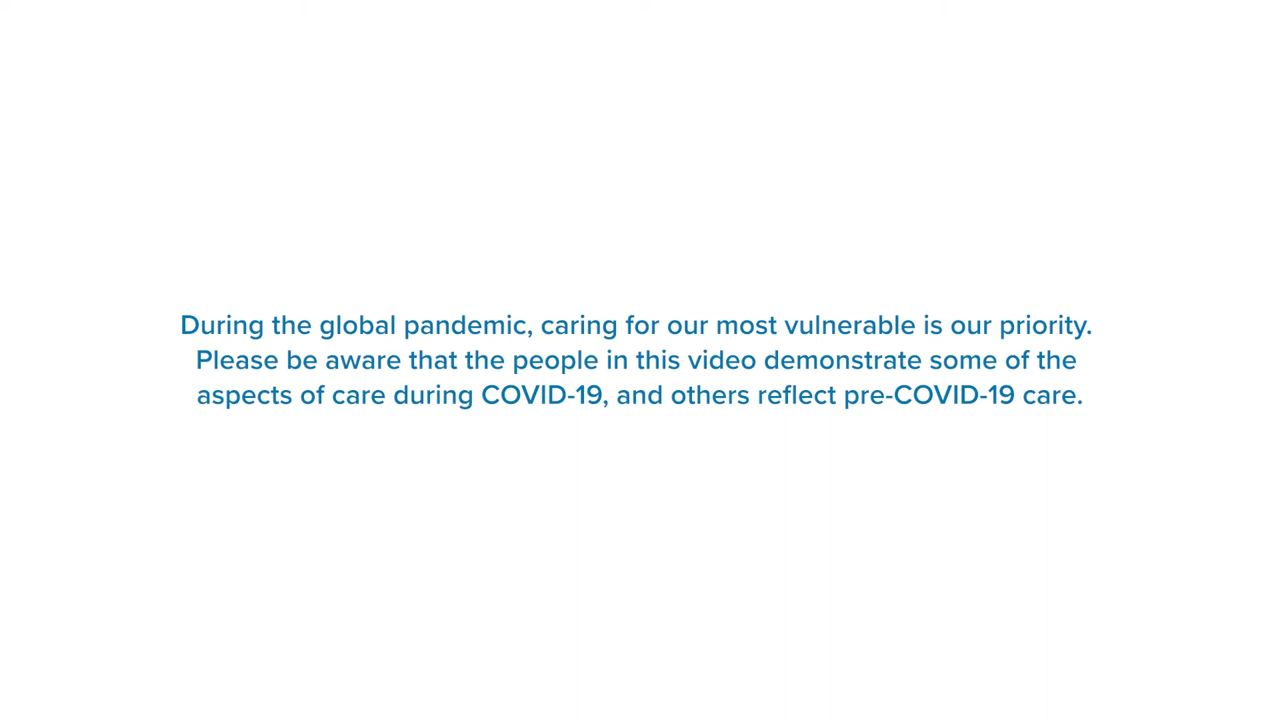 During the global pandemic, caring for our most vulnerable is our priority.
Please be aware that the people in this video demonstrate some of the
aspects of care during COVID-19, and others reflect pre-COVID-19 care.